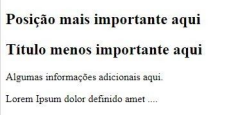 Posição mais importante aqui
Título menos importante aqui
Algumas informações adicionais aqui.
Lorem Ipsum dolor definido amet ....